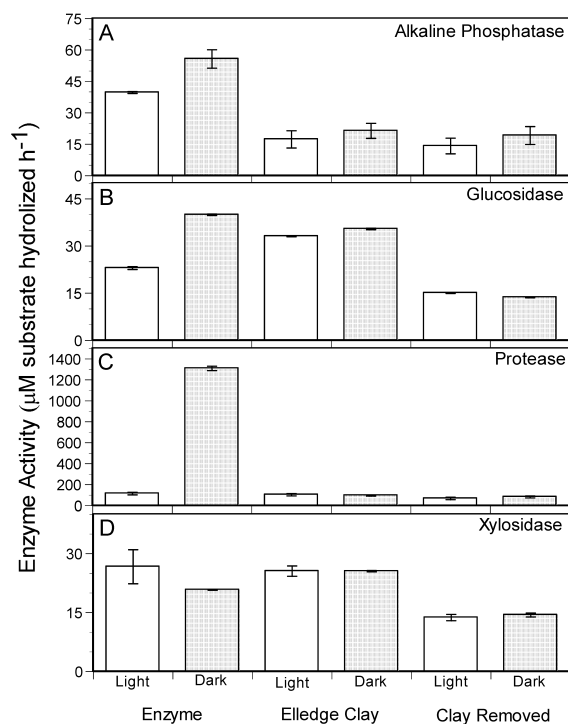 Enzyme Activity (µM substrate hydrolized h⁻¹)
A
Alkaline Phosphatase
75
60
45
30
15
0
B
Glucosidase
45
30
15
0
C
Protease
1400
1200
1000
800
600
400
200
0
D
Xylosidase
30
15
0
Light Dark Light Dark Light Dark
Enzyme Elledge Clay Clay Removed